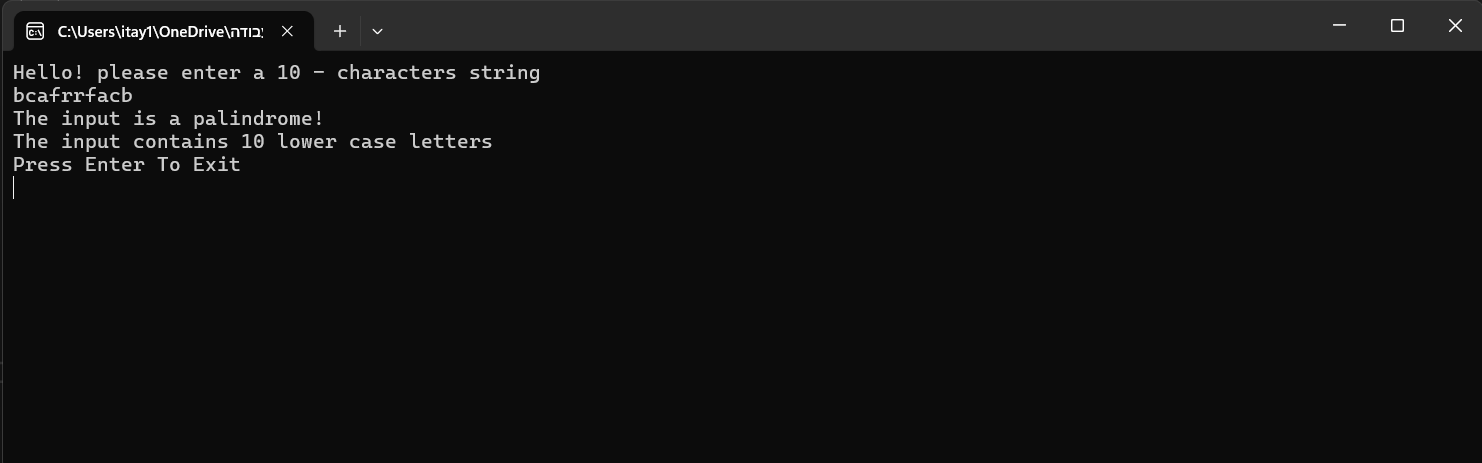 C:\Users\itay1\OneDrive\עבודה
Hello! please enter a 10 - characters string
bcafrrfacb
The input is a palindrome!
The input contains 10 lower case letters
Press Enter To Exit